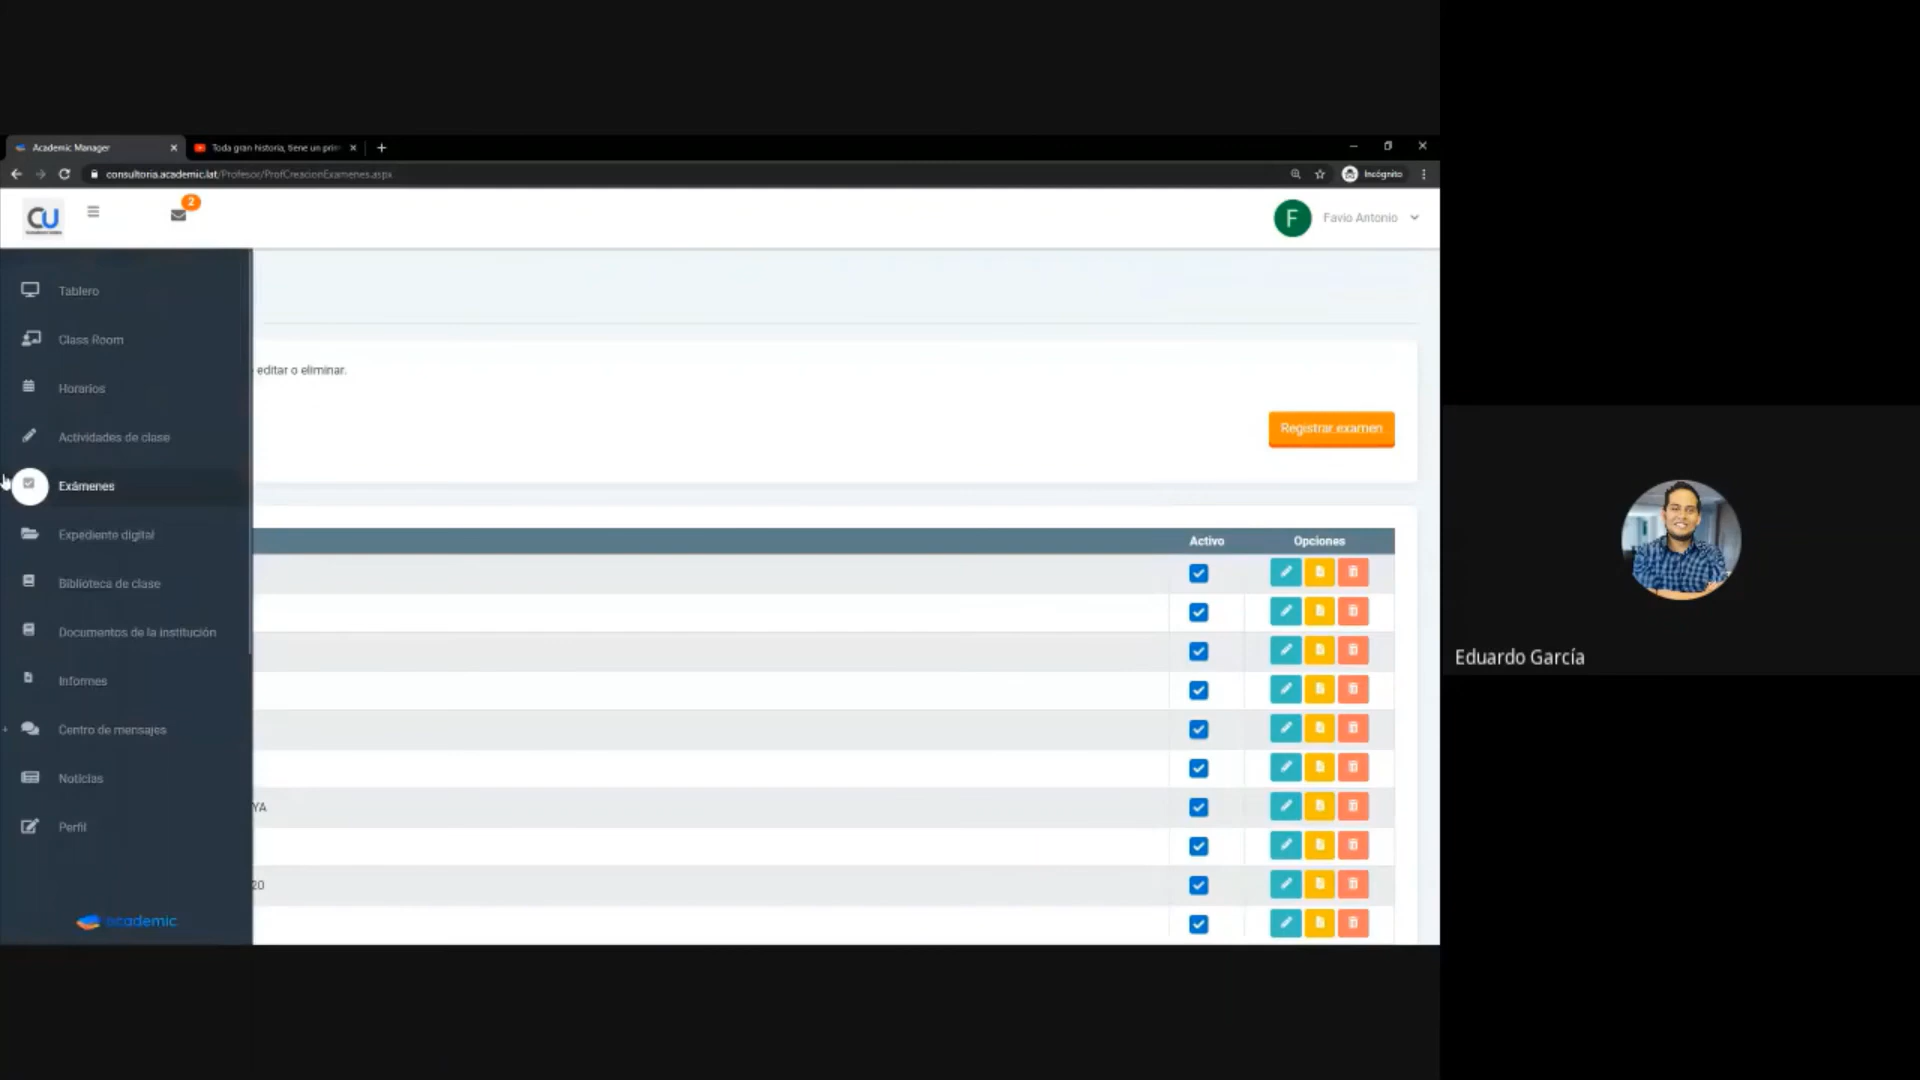 Academic Manager
Toda gran historia, tiene un prin
consultoria.academic.lat/Profesor/ProfCreacionExamenes.aspx
Incógnito
CU
2
F
Favio Antonio
Tablero
Class Room
Horarios
editar o eliminar.
Registrar examen
Actividades de clase
Exámenes
Expediente digital
Activo
Opciones
Biblioteca de clase
Documentos de la institución
Informes
Centro de mensajes
Noticias
YA
Perfil
20
academic
Eduardo García